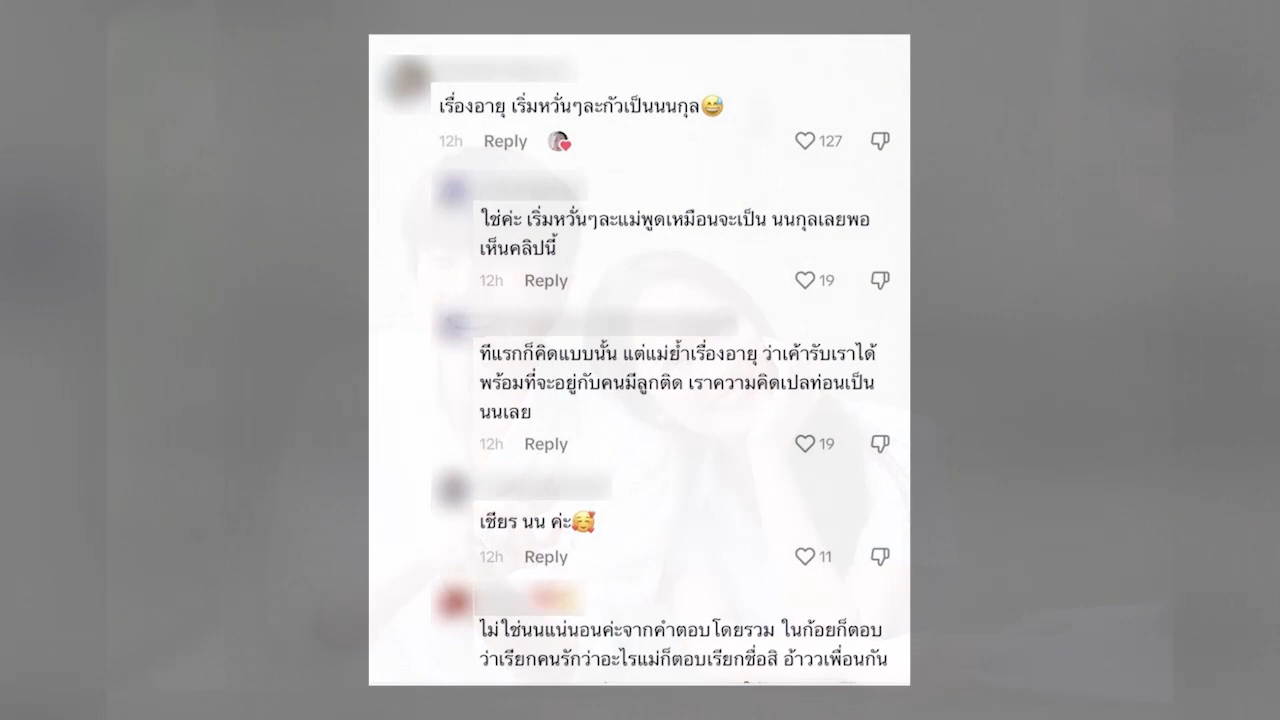 เรื่องอายุ เริ่มหวั่นๆละกัวเป็นนนกุล😅
12h Reply 127
ใช่ค่ะ เริ่มหวั่นๆละแม่พูดเหมือนจะเป็น นนกุลเลยพอ
เห็นคลิปนี้
12h Reply 19
ทีแรกก็คิดแบบนั้น แต่แม่ย้ำเรื่องอายุ ว่าเค้ารับเราได้
พร้อมที่จะอยู่กับคนมีลูกติด เราความคิดเปลท่อนเป็น
นนเลย
12h Reply 19
เชียร นน ค่ะ🥰
12h Reply 11
ไม่ใช่นนแน่นอนค่ะจากคำตอบโดยรวม ในก้อยก็ตอบ
ว่าเรียกคนรักว่าอะไรแม่ก็ตอบเรียกชื่อสิ อ้าววเพื่อนกัน